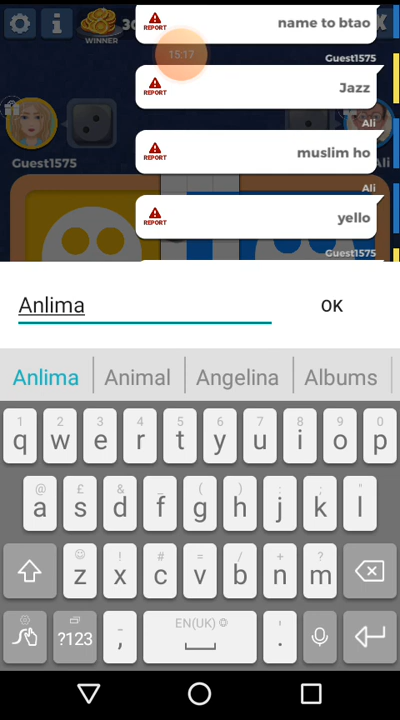 30
X
WINNER
REPORT
name to btao
15:17
Guest1575
REPORT
Jazz
Ali
REPORT
muslim ho
Guest1575
Ali
Ali
REPORT
yello
Guest1575
Anlima
OK
Anlima Animal Angelina Albums
1 2 3 4 5 6 7 8 9 0
q w e r t y u i o p
@ £ & _ ( ) : ; "
a s d f g h j k l
! # = / + ?
z x c v b n m
EN(UK)
?123 , .